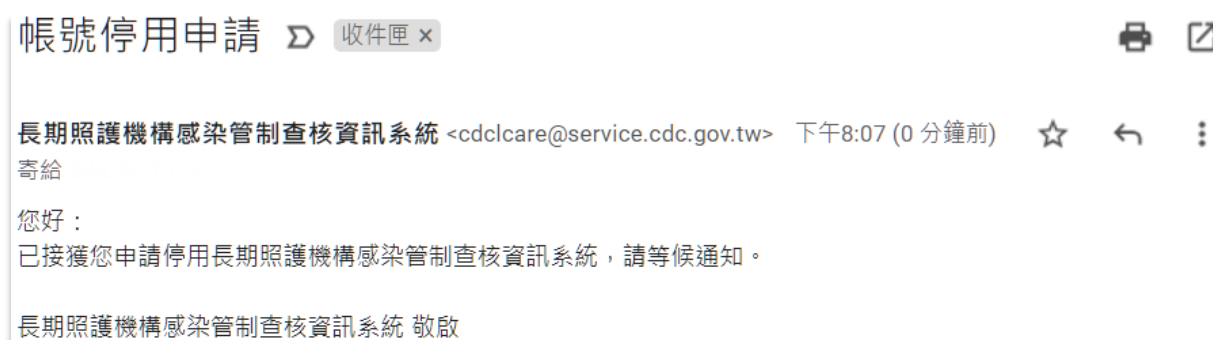 帳號停用申請 收件匣 ×
長期照護機構感染管制查核資訊系統 <cdclcare@service.cdc.gov.tw> 下午8:07 (0 分鐘前)
寄給
您好：
已接獲您申請停用長期照護機構感染管制查核資訊系統，請等候通知。
長期照護機構感染管制查核資訊系統 敬啟